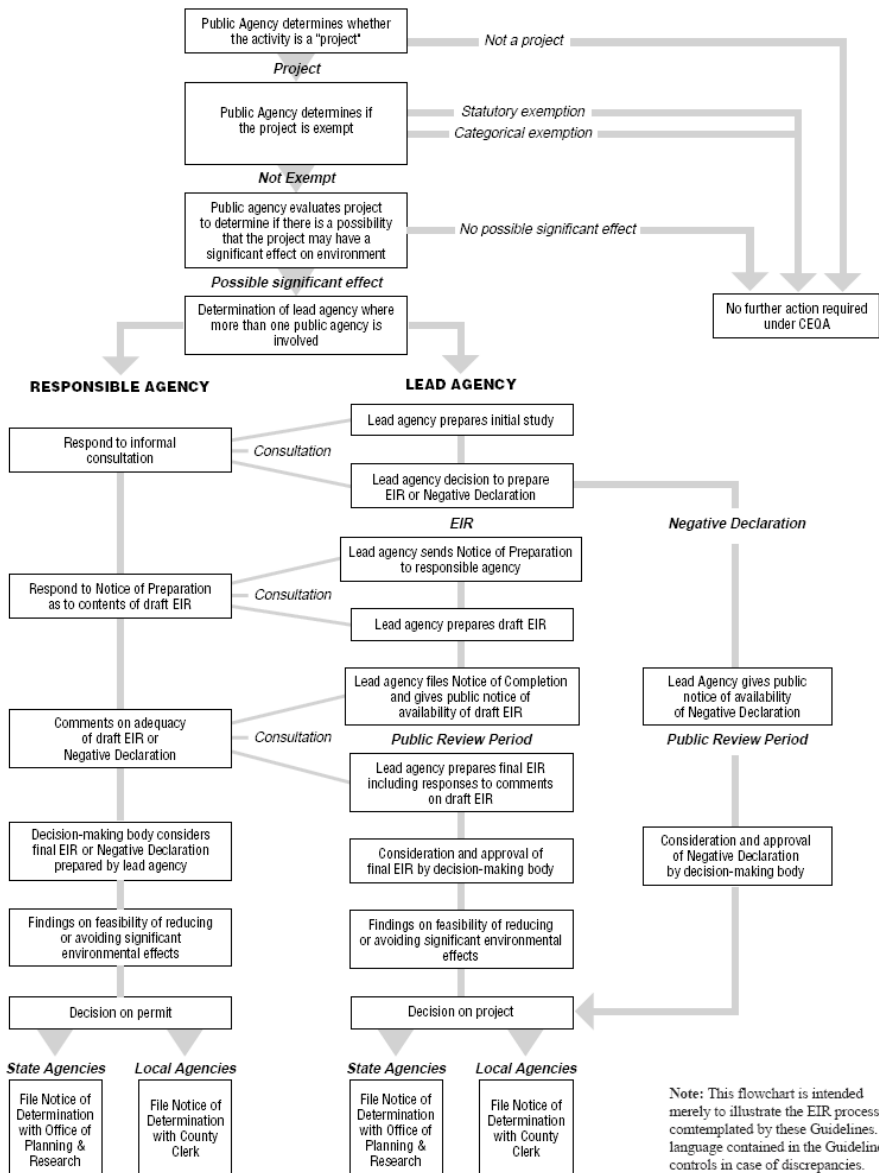 Public Agency determines whether
the activity is a "project"
Not a project
Project
Public Agency determines if
the project is exempt
Statutory exemption
Categorical exemption
Not Exempt
Public agency evaluates project
to determine if there is a possibility
that the project may have a
significant effect on environment
No possible significant effect
Possible significant effect
No further action required
under CEQA
Determination of lead agency where
more than one public agency is
involved
RESPONSIBLE AGENCY
LEAD AGENCY
Lead agency prepares initial study
Respond to informal
consultation
Consultation
Lead agency decision to prepare
EIR or Negative Declaration
EIR
Negative Declaration
Lead agency sends Notice of Preparation
to responsible agency
Respond to Notice of Preparation
as to contents of draft EIR
Consultation
Lead agency prepares draft EIR
Lead agency files Notice of Completion
and gives public notice of
availability of draft EIR
Lead Agency gives public
notice of availability
of Negative Declaration
Comments on adequacy
of draft EIR or
Negative Declaration
Consultation
Public Review Period
Public Review Period
Lead agency prepares final EIR
including responses to comments
on draft EIR
Decision-making body considers
final EIR or Negative Declaration
prepared by lead agency
Consideration and approval of
final EIR by decision-making body
Consideration and approval
of Negative Declaration
by decision-making body
Findings on feasibility of reducing
or avoiding significant
environmental effects
Findings on feasibility of reducing
or avoiding significant environmental
effects
Decision on permit
Decision on project
State Agencies
Local Agencies
State Agencies
Local Agencies
File Notice of
Determination
with Office of
Planning &
Research
File Notice of
Determination
with County
Clerk
File Notice of
Determination
with Office of
Planning &
Research
File Notice of
Determination
with County
Clerk
Note: This flowchart is intended
merely to illustrate the EIR process
comtemplated by these Guidelines.
language contained in the Guideline
controls in case of discrepancies.